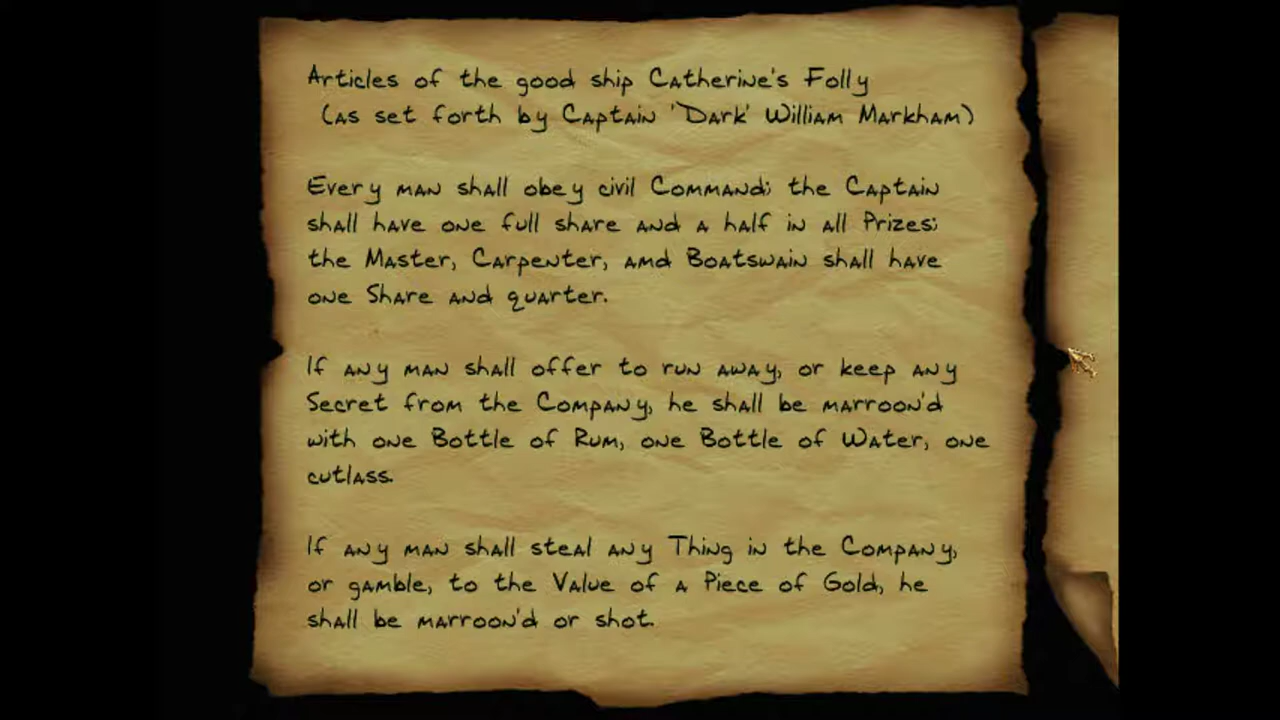 Articles of the good ship Catherine's Folly
(as set forth by Captain 'Dark' William Markham)
Every man shall obey civil Command; the Captain
shall have one full share and a half in all Prizes;
the Master, Carpenter, amd Boatswain shall have
one Share and quarter.
If any man shall offer to run away, or keep any
Secret from the Company, he shall be marroon'd
with one Bottle of Rum, one Bottle of Water, one
cutlass.
If any man shall steal any Thing in the Company,
or gamble, to the Value of a Piece of Gold, he
shall be marroon'd or shot.